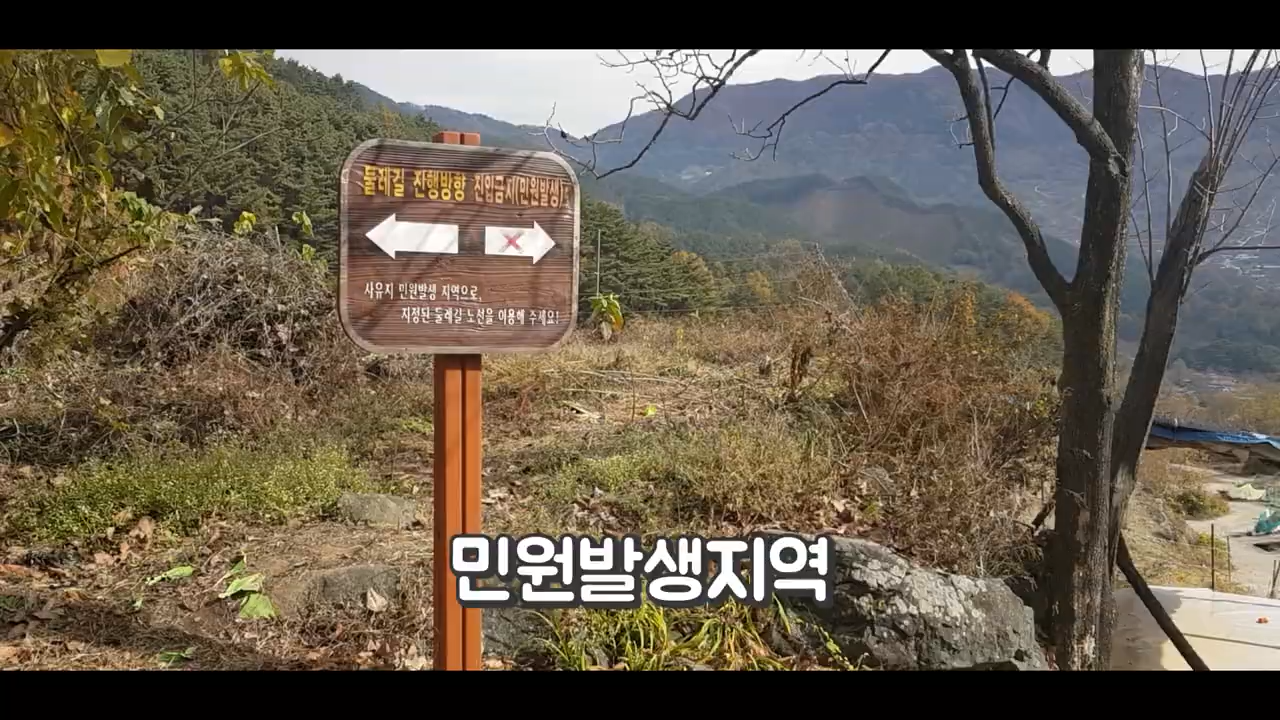 둘레길 진행방향 진입금지(민원발생)
사유지 민원발생 지역으로,
지정된 둘레길 노선을 이용해 주세요!
민원발생지역